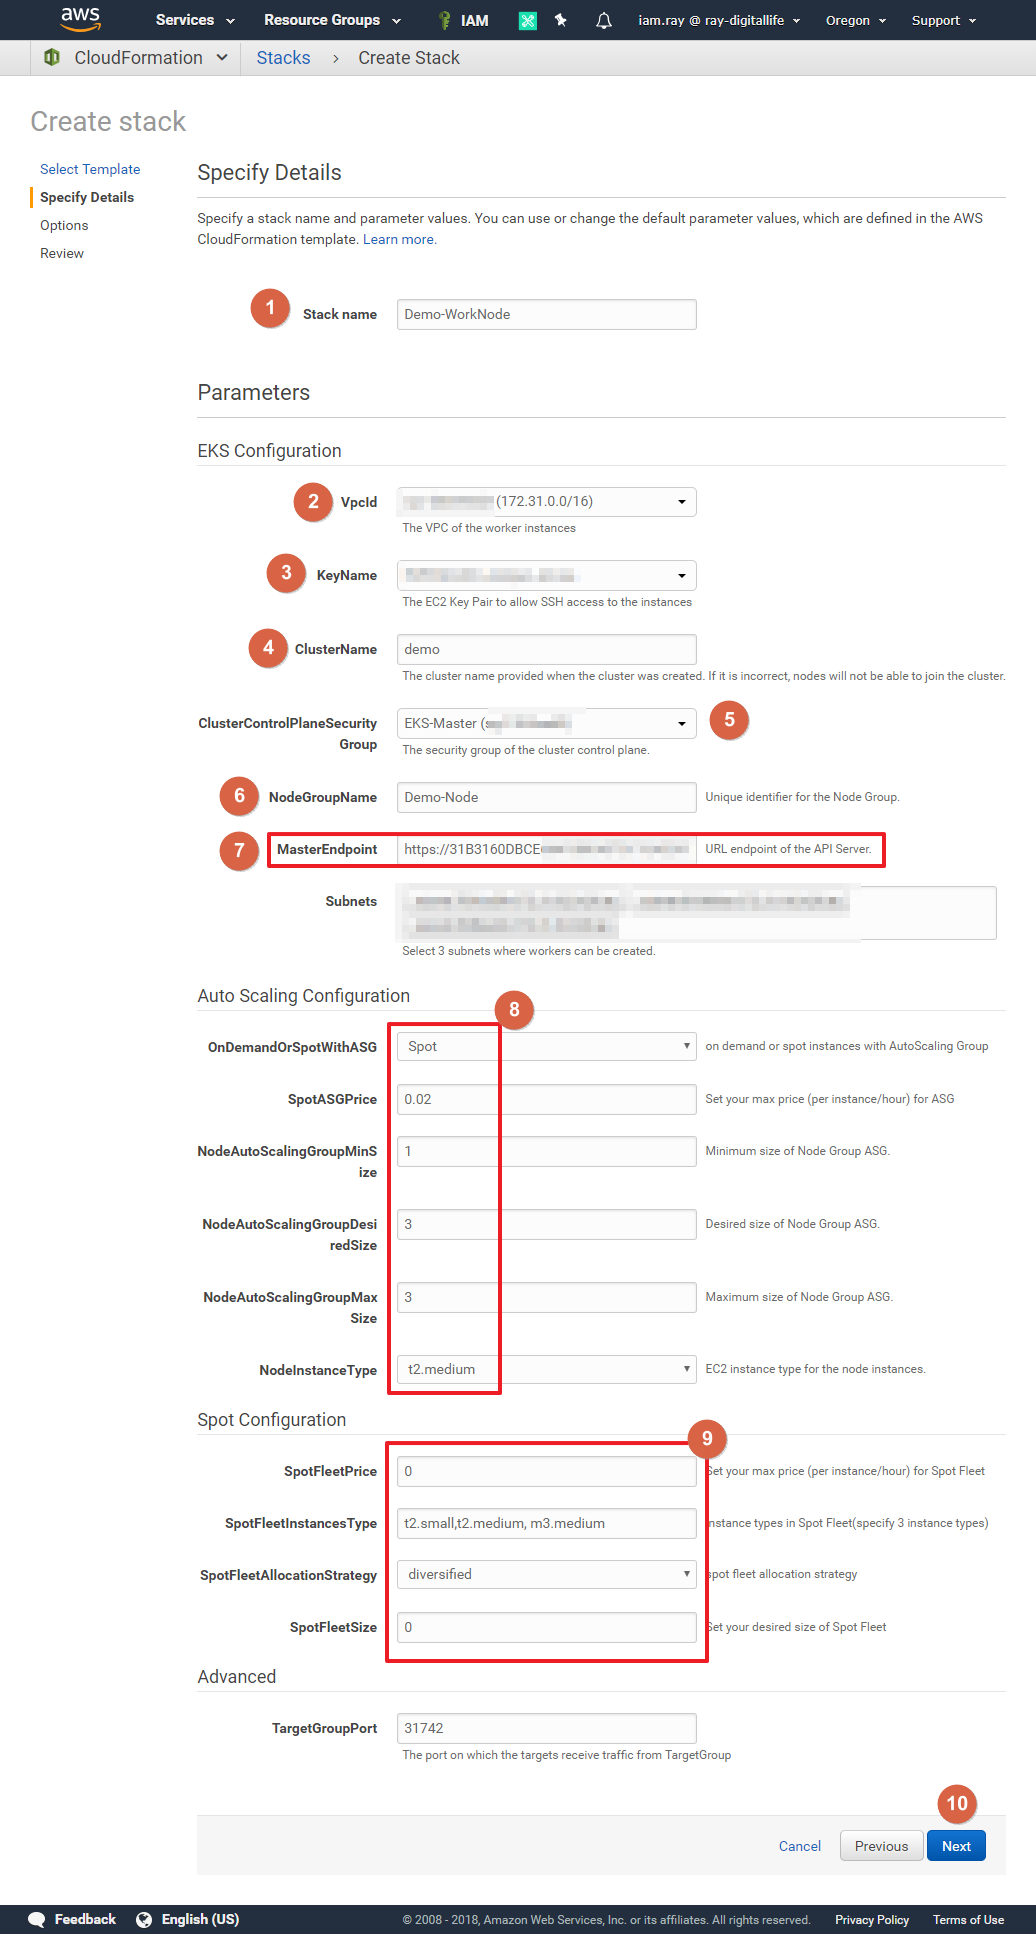 aws Services Resource Groups IAM iam.ray @ ray-digitallife Oregon Support
CloudFormation Stacks › Create Stack
Create stack
Select Template
Specify Details
Options
Review
Specify Details
Specify a stack name and parameter values. You can use or change the default parameter values, which are defined in the AWS
CloudFormation template. Learn more.
1 Stack name Demo-WorkNode
Parameters
EKS Configuration
2 VpcId (172.31.0.0/16)
The VPC of the worker instances
3 KeyName
The EC2 Key Pair to allow SSH access to the instances
4 ClusterName demo
The cluster name provided when the cluster was created. If it is incorrect, nodes will not be able to join the cluster.
ClusterControlPlaneSecurity
Group
EKS-Master ( 5
The security group of the cluster control plane.
6 NodeGroupName Demo-Node Unique identifier for the Node Group.
7 MasterEndpoint https://31B3160DBCE URL endpoint of the API Server.
Subnets
Select 3 subnets where workers can be created.
Auto Scaling Configuration
8
OnDemandOrSpotWithASG Spot on demand or spot instances with AutoScaling Group
SpotASGPrice 0.02 Set your max price (per instance/hour) for ASG
NodeAutoScalingGroupMinS
ize
1 Minimum size of Node Group ASG.
NodeAutoScalingGroupDesi
redSize
3 Desired size of Node Group ASG.
NodeAutoScalingGroupMax
Size
3 Maximum size of Node Group ASG.
NodeInstanceType t2.medium EC2 instance type for the node instances.
Spot Configuration
9
SpotFleetPrice 0 Set your max price (per instance/hour) for Spot Fleet
SpotFleetInstancesType t2.small,t2.medium, m3.medium instance types in Spot Fleet(specify 3 instance types)
SpotFleetAllocationStrategy diversified spot fleet allocation strategy
SpotFleetSize 0 Set your desired size of Spot Fleet
Advanced
TargetGroupPort 31742
The port on which the targets receive traffic from TargetGroup
10
Cancel Previous Next
Feedback English (US) © 2008 - 2018, Amazon Web Services, Inc. or its affiliates. All rights reserved. Privacy Policy Terms of Use